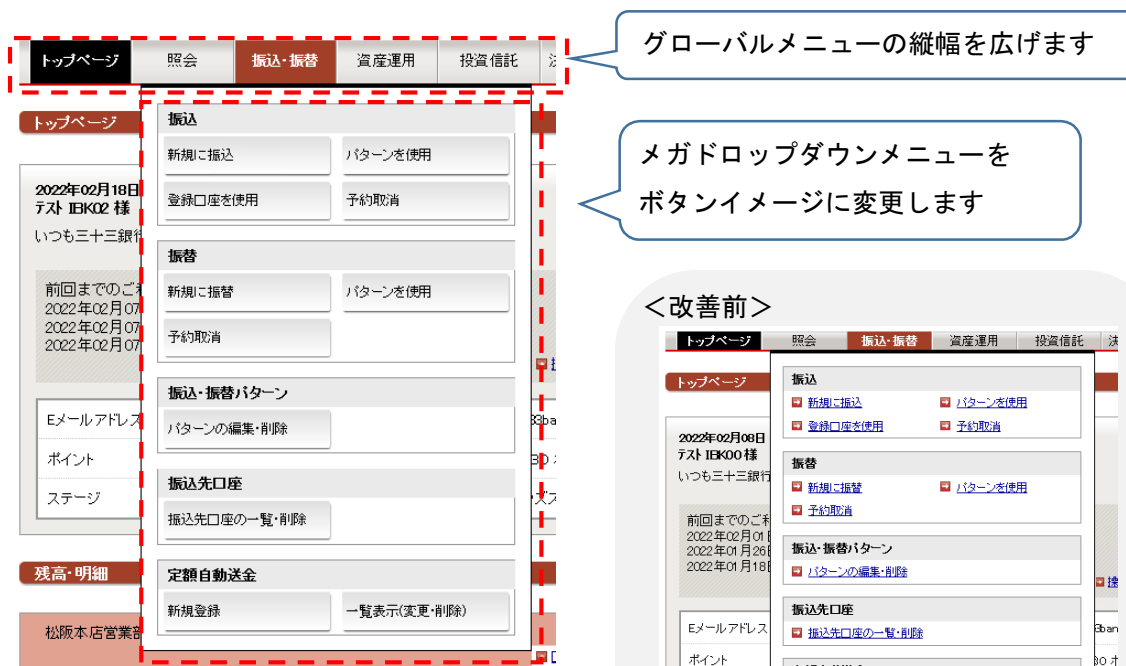 グローバルメニューの縦幅を広げます
トップページ 照会 振込・振替 資産運用 投資信託
トップページ
2022年02月18日
テスト IBK02 様
いつも三十三銀行
前回までのご
2022年02月07
2022年02月07
2022年02月07
Eメールアドレス
ポイント
ステージ
残高・明細
松阪本店営業部
振込
新規に振込 パターンを使用
登録口座を使用 予約取消
振替
新規に振替 パターンを使用
予約取消
振込・振替パターン
パターンの編集・削除
振込先口座
振込先口座の一覧・削除
定額自動送金
新規登録 一覧表示(変更・削除)
メガドロップダウンメニューを
ボタンイメージに変更します
＜改善前＞
トップページ 照会 振込・振替 資産運用 投資信託 決
トップページ
2022年02月08日
テスト IBK00 様
いつも三十三銀行
前回までのご利
2022年02月01日
2022年01月26日
2022年01月18日
Eメールアドレス
ポイント
振込
新規に振込 パターンを使用
登録口座を使用 予約取消
振替
新規に振替 パターンを使用
予約取消
振込・振替パターン
パターンの編集・削除
振込先口座
振込先口座の一覧・削除